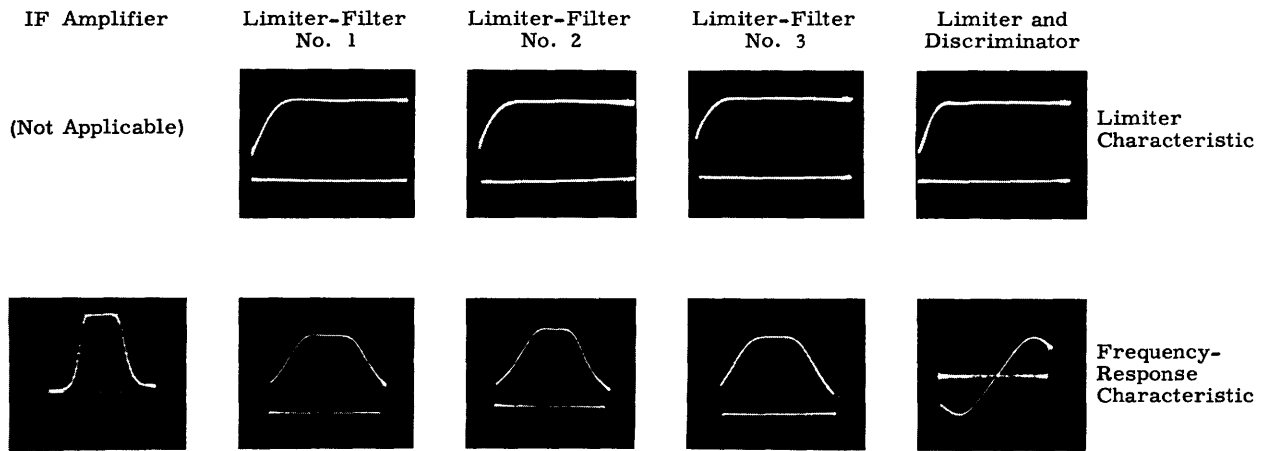 IF Amplifier
Limiter-Filter
No. 1
Limiter-Filter
No. 2
Limiter-Filter
No. 3
Limiter and
Discriminator
(Not Applicable)
Limiter
Characteristic
Frequency-
Response
Characteristic